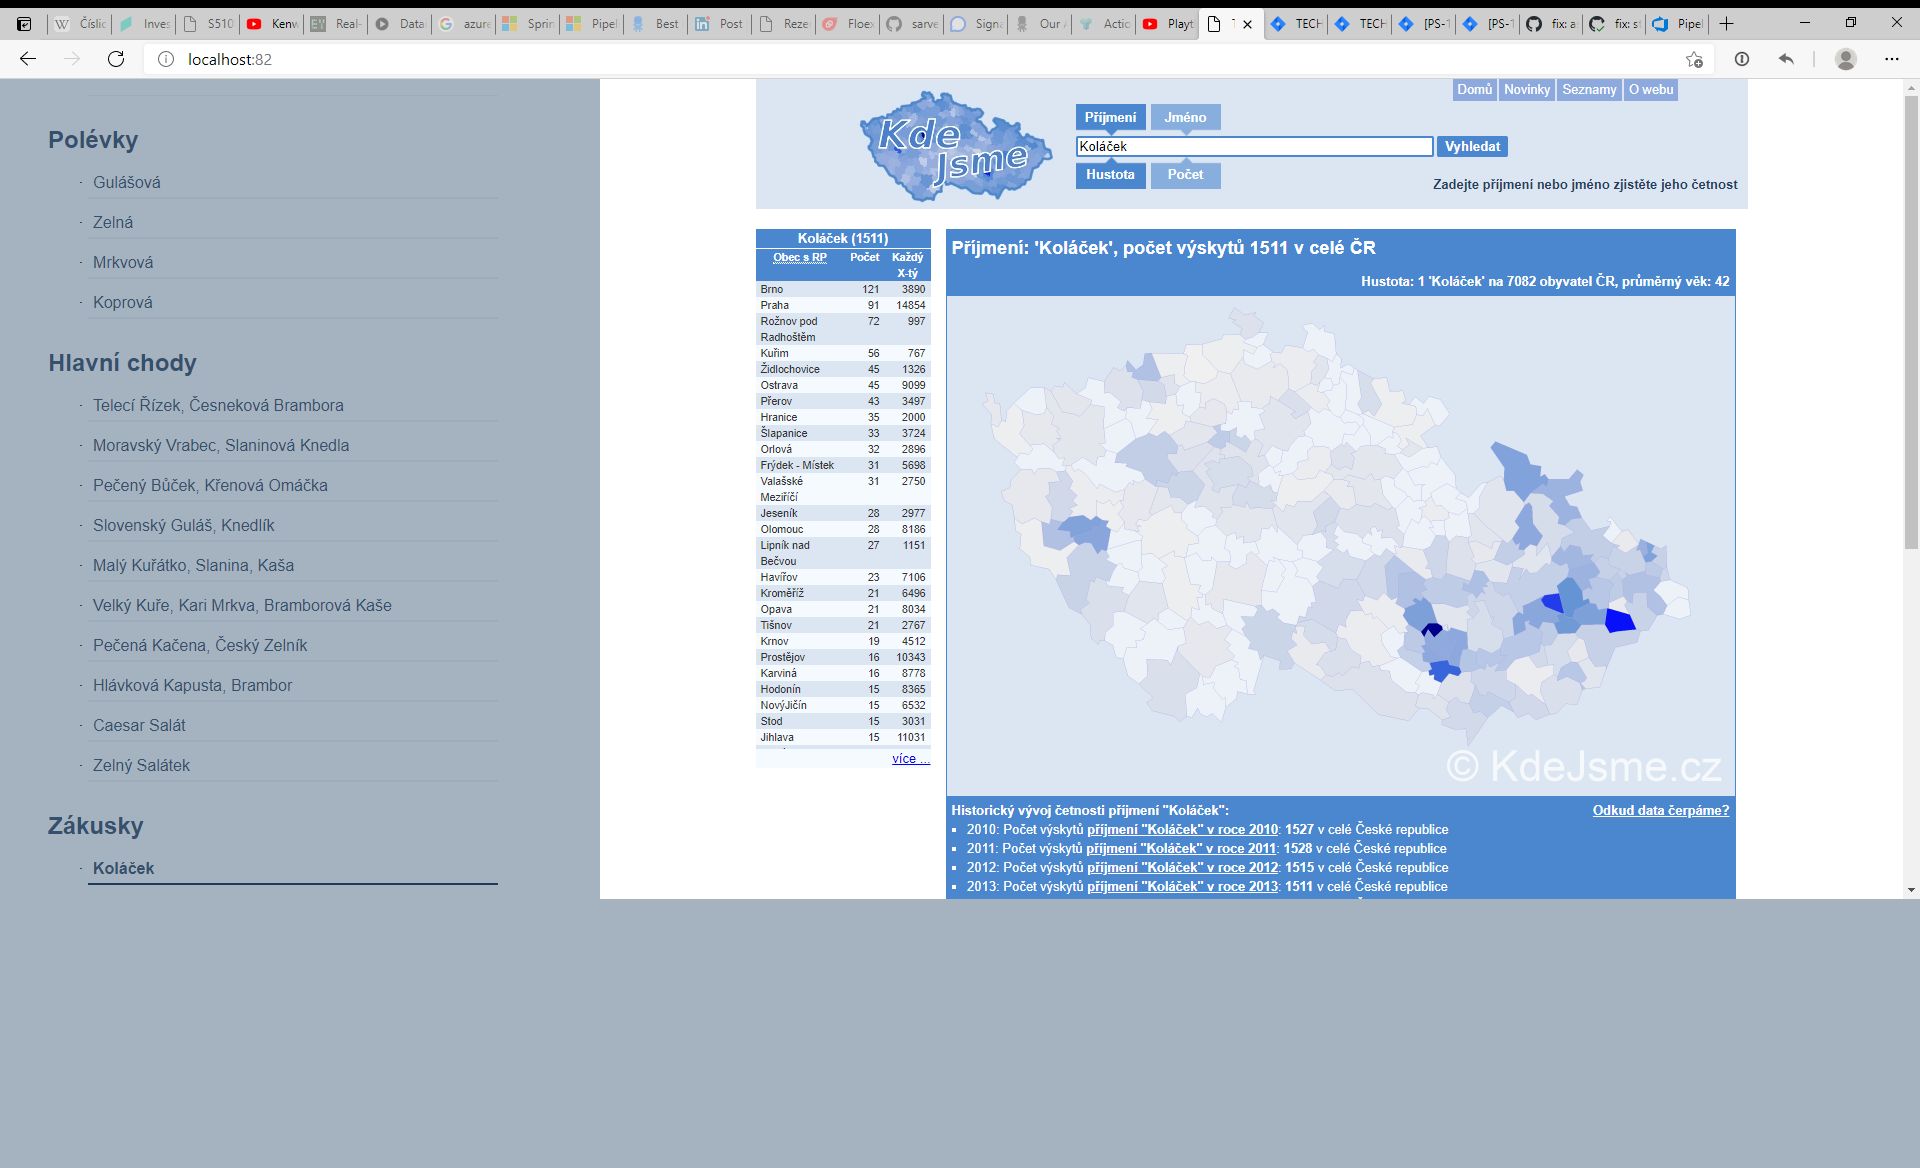 Číslic
Inves
S510
Kenw
Real-
Data
azure
Sprin
Pipel
Best
Post
Reze
Floex
sarve
Signa
Our A
Actio
Playt
TECH
TECH
[PS-1
[PS-1
fix: a
fix: st
Pipel
localhost:82
Polévky
· Gulášová
· Zelná
· Mrkvová
· Koprová
Hlavní chody
· Telecí Řízek, Česneková Brambora
· Moravský Vrabec, Slaninová Knedla
· Pečený Bůček, Křenová Omáčka
· Slovenský Guláš, Knedlík
· Malý Kuřátko, Slanina, Kaša
· Velký Kuře, Kari Mrkva, Bramborová Kaše
· Pečená Kačena, Český Zelník
· Hlávková Kapusta, Brambor
· Caesar Salát
· Zelný Salátek
Zákusky
· Koláček
Kde
Jsme
Domů Novinky Seznamy O webu
Příjmení Jméno
Koláček Vyhledat
Hustota Počet
Zadejte příjmení nebo jméno zjistěte jeho četnost
Koláček (1511)
Obec s RP Počet Každý
X-tý
Brno 121 3890
Praha 91 14854
Rožnov pod 72 997
Radhoštěm
Kuřim 56 767
Židlochovice 45 1326
Ostrava 45 9099
Přerov 43 3497
Hranice 35 2000
Šlapanice 33 3724
Orlová 32 2896
Frýdek - Místek 31 5698
Valašské 31 2750
Meziříčí
Jeseník 28 2977
Olomouc 28 8186
Lipník nad 27 1151
Bečvou
Havířov 23 7106
Kroměříž 21 6496
Opava 21 8034
Tišnov 21 2767
Krnov 19 4512
Prostějov 16 10343
Karviná 16 8778
Hodonín 15 8365
NovýJičín 15 6532
Stod 15 3031
Jihlava 15 11031
více ...
Příjmení: 'Koláček', počet výskytů 1511 v celé ČR
Hustota: 1 'Koláček' na 7082 obyvatel ČR, průměrný věk: 42
© KdeJsme.cz
Historický vývoj četnosti příjmení "Koláček": Odkud data čerpáme?
▪ 2010: Počet výskytů příjmení "Koláček" v roce 2010: 1527 v celé České republice
▪ 2011: Počet výskytů příjmení "Koláček" v roce 2011: 1528 v celé České republice
▪ 2012: Počet výskytů příjmení "Koláček" v roce 2012: 1515 v celé České republice
▪ 2013: Počet výskytů příjmení "Koláček" v roce 2013: 1511 v celé České republice